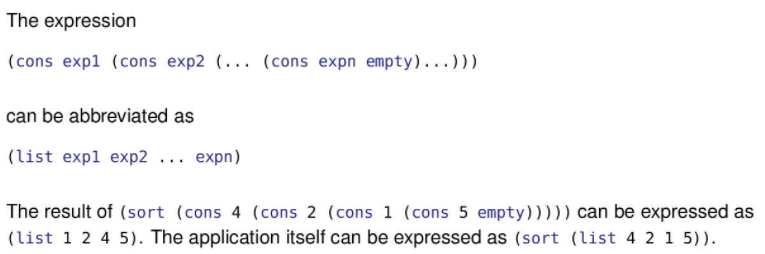 The expression
(cons exp1 (cons exp2 (... (cons expn empty)...)))
can be abbreviated as
(list exp1 exp2 ... expn)
The result of (sort (cons 4 (cons 2 (cons 1 (cons 5 empty))))) can be expressed as
(list 1 2 4 5). The application itself can be expressed as (sort (list 4 2 1 5)).